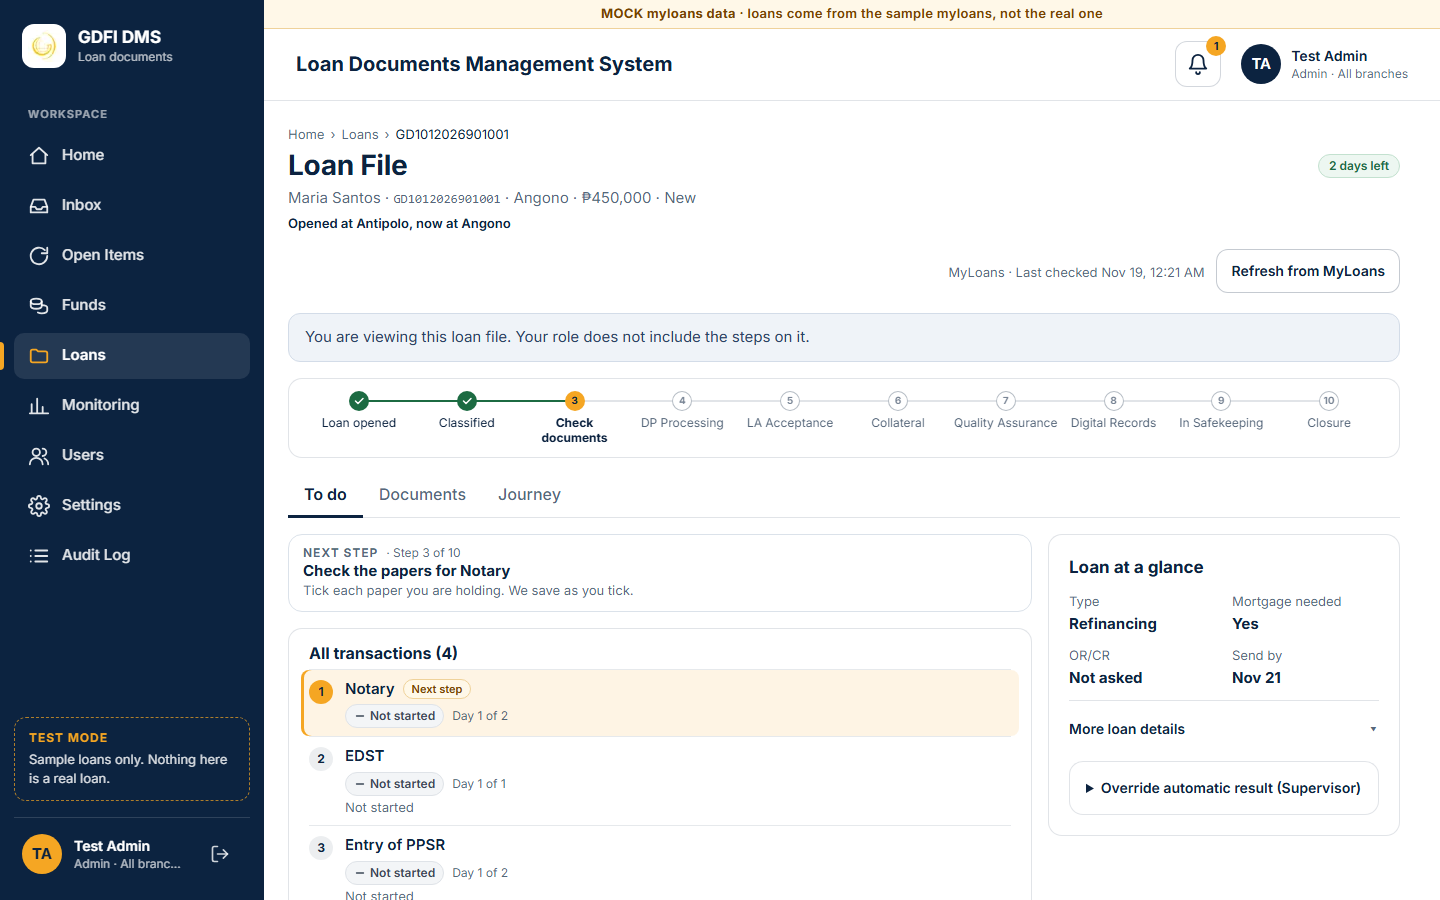 MOCK myloans data · loans come from the sample myloans, not the real one
GDFI DMS
Loan documents
WORKSPACE
Home
Inbox
Open Items
Funds
Loans
Monitoring
Users
Settings
Audit Log
TEST MODE
Sample loans only. Nothing here
is a real loan.
TA
Test Admin
Admin · All branc...
Loan Documents Management System
1
TA
Test Admin
Admin · All branches
Home › Loans › GD1012026901001
Loan File
2 days left
Maria Santos · GD1012026901001 · Angono · ₱450,000 · New
Opened at Antipolo, now at Angono
MyLoans · Last checked Nov 19, 12:21 AM
Refresh from MyLoans
You are viewing this loan file. Your role does not include the steps on it.
Loan opened
Classified
3
Check
documents
4
DP Processing
5
LA Acceptance
6
Collateral
7
Quality Assurance
8
Digital Records
9
In Safekeeping
10
Closure
To do
Documents
Journey
NEXT STEP · Step 3 of 10
Check the papers for Notary
Tick each paper you are holding. We save as you tick.
All transactions (4)
1
Notary
Next step
– Not started
Day 1 of 2
2
EDST
– Not started
Day 1 of 1
Not started
3
Entry of PPSR
– Not started
Day 1 of 2
Not started
Loan at a glance
Type
Refinancing
Mortgage needed
Yes
OR/CR
Not asked
Send by
Nov 21
More loan details
Override automatic result (Supervisor)